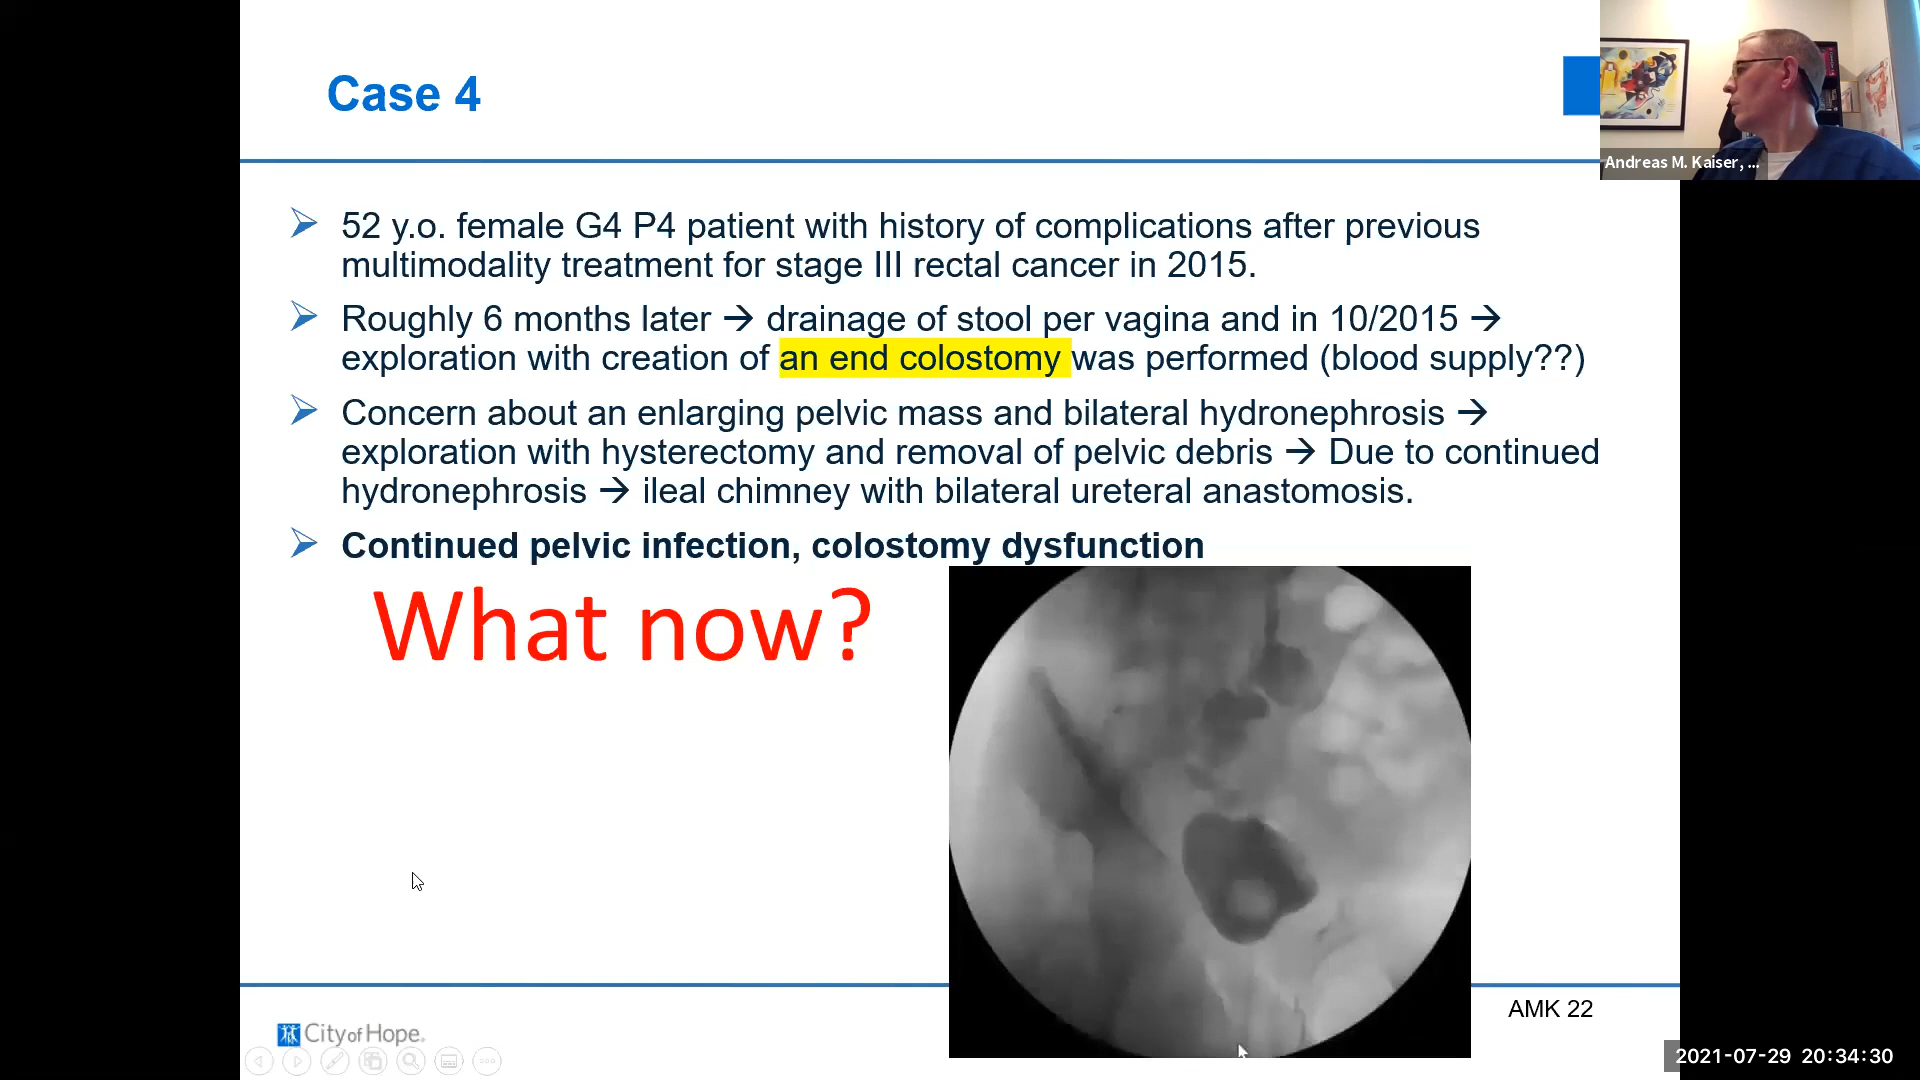 Case 4
Andreas M. Kaiser, ...
52 y.o. female G4 P4 patient with history of complications after previous
multimodality treatment for stage III rectal cancer in 2015.
Roughly 6 months later → drainage of stool per vagina and in 10/2015 →
exploration with creation of an end colostomy was performed (blood supply??)
Concern about an enlarging pelvic mass and bilateral hydronephrosis →
exploration with hysterectomy and removal of pelvic debris → Due to continued
hydronephrosis → ileal chimney with bilateral ureteral anastomosis.
Continued pelvic infection, colostomy dysfunction
What now?
AMK 22
City of Hope.
2021-07-29 20:34:30